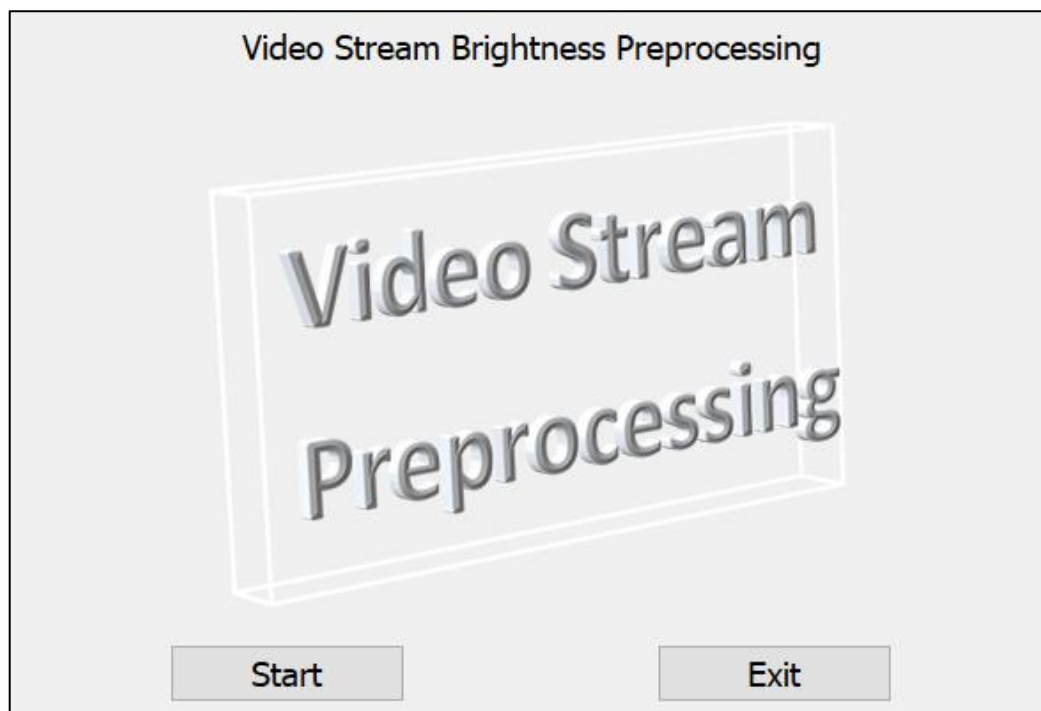 Video Stream Brightness Preprocessing
Video Stream
Preprocessing
Start
Exit